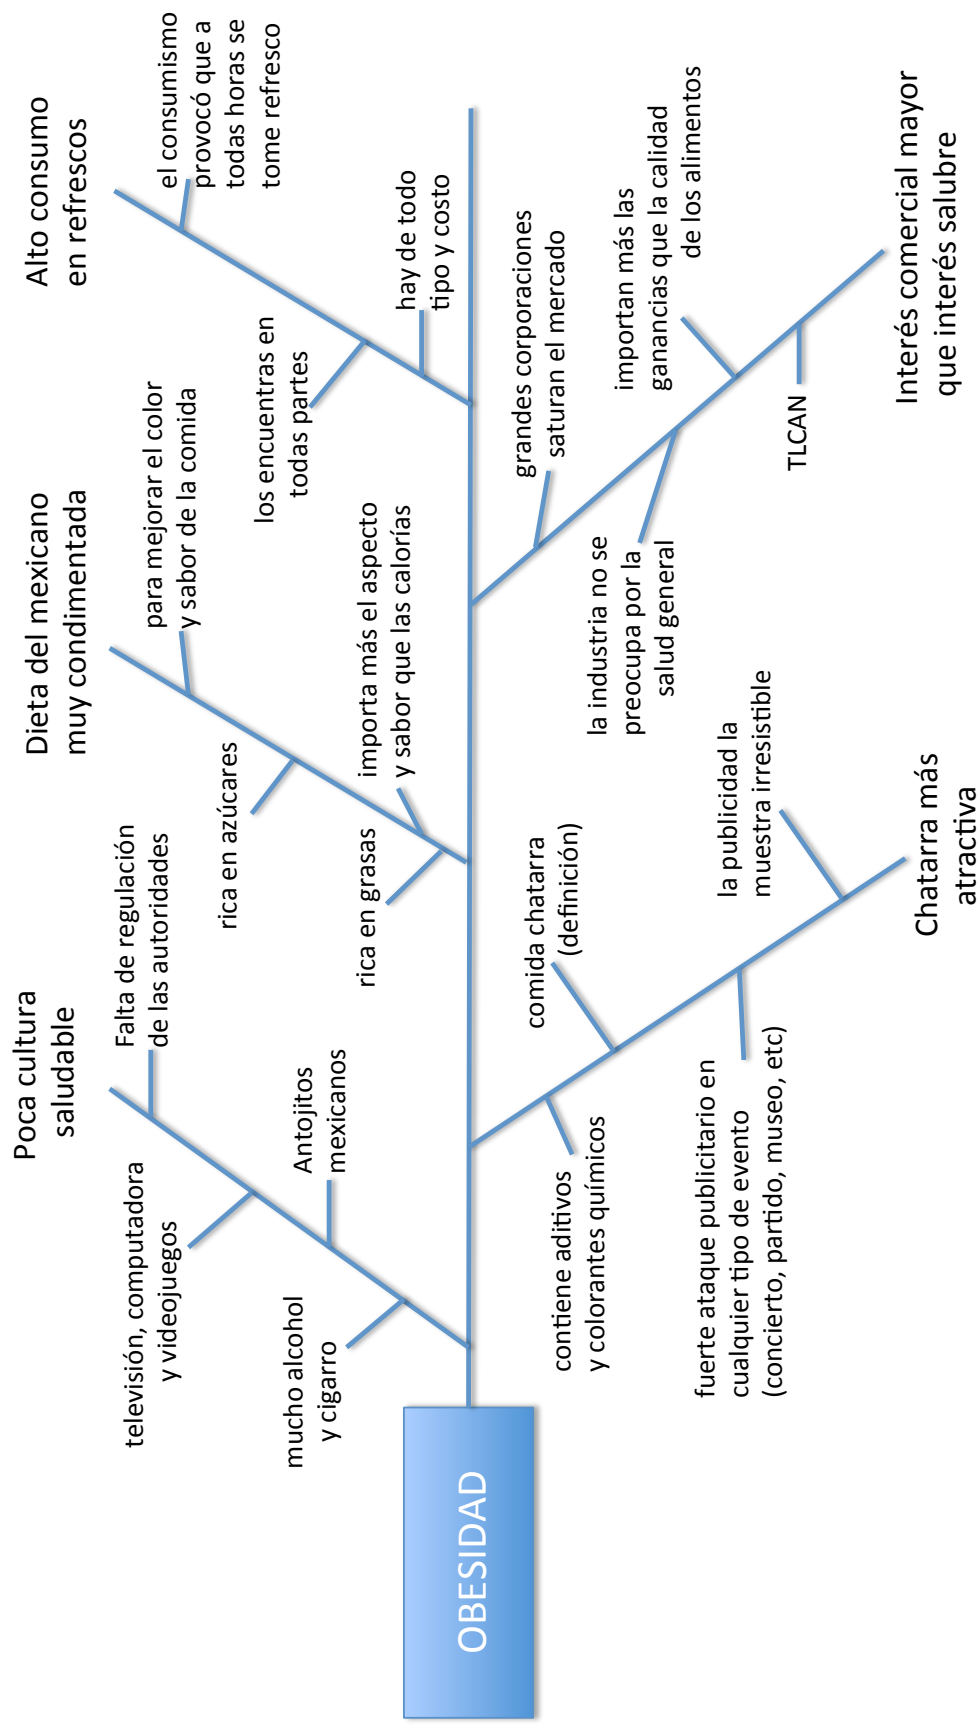 Poca cultura
saludable
Falta de regulación
de las autoridades
televisión, computadora
y videojuegos
Antojitos
mexicanos
mucho alcohol
y cigarro
Dieta del mexicano
muy condimentada
para mejorar el color
y sabor de la comida
rica en azúcares
importa más el aspecto
y sabor que las calorías
rica en grasas
Alto consumo
en refrescos
el consumismo
provocó que a
todas horas se
tome refresco
los encuentras en
todas partes
hay de todo
tipo y costo
OBESIDAD
contiene aditivos
y colorantes químicos
comida chatarra
(definición)
fuerte ataque publicitario en
cualquier tipo de evento
(concierto, partido, museo, etc)
la publicidad la
muestra irresistible
Chatarra más
atractiva
grandes corporaciones
saturan el mercado
la industria no se
preocupa por la
salud general
importan más las
ganancias que la calidad
de los alimentos
TLCAN
Interés comercial mayor
que interés salubre